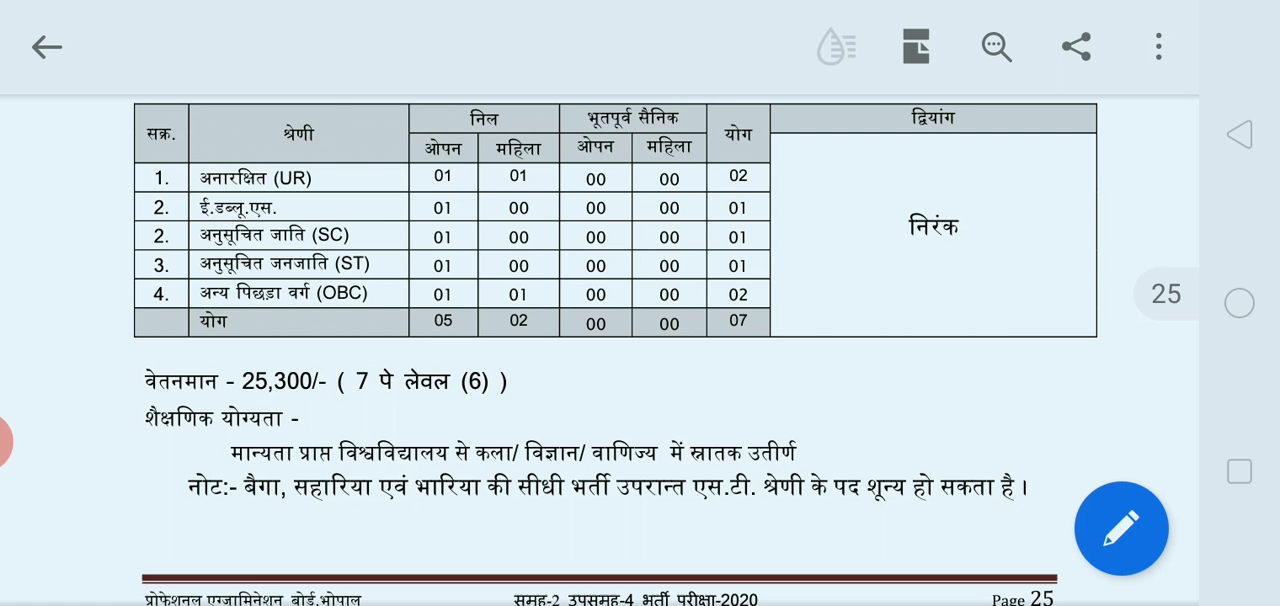 सक्र. श्रेणी निल भूतपूर्व सैनिक योग द्वियांग
ओपन महिला ओपन महिला
1. अनारक्षित (UR) 01 01 00 00 02
2. ई.डब्लू.एस. 01 00 00 00 01
2. अनुसूचित जाति (SC) 01 00 00 00 01
3. अनुसूचित जनजाति (ST) 01 00 00 00 01
4. अन्य पिछड़ा वर्ग (OBC) 01 01 00 00 02
योग 05 02 00 00 07
निरंक
25
वेतनमान - 25,300/- ( 7 पे लेवल (6) )
शैक्षणिक योग्यता -
मान्यता प्राप्त विश्वविद्यालय से कला/ विज्ञान/ वाणिज्य में स्नातक उतीर्ण
नोट:- बैगा, सहारिया एवं भारिया की सीधी भर्ती उपरान्त एस.टी. श्रेणी के पद शून्य हो सकता है।
प्रोफेशनल एग्जामिनेशन बोर्ड,भोपाल समूह-2 उपसमूह-4 भर्ती परीक्षा-2020 Page 25